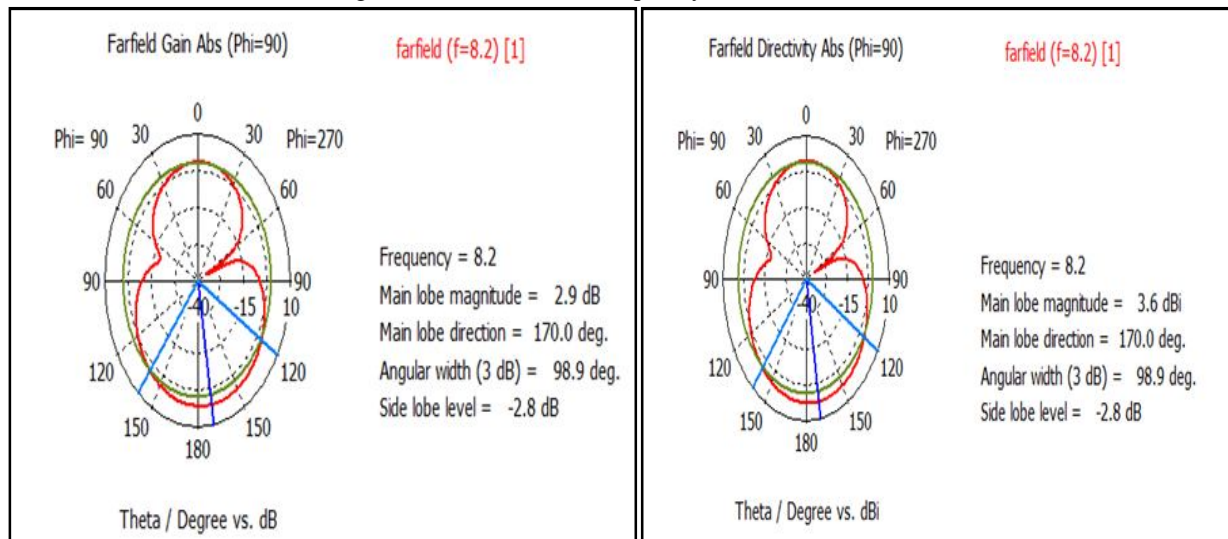 Farfield Gain Abs (Phi=90)
farfield (f=8.2) [1]
0
Phi= 90 30 30 Phi=270
60 60
90 90
-40 -15 10
120 120
150 150
180
Frequency = 8.2
Main lobe magnitude = 2.9 dB
Main lobe direction = 170.0 deg.
Angular width (3 dB) = 98.9 deg.
Side lobe level = -2.8 dB
Theta / Degree vs. dB
Farfield Directivity Abs (Phi=90)
farfield (f=8.2) [1]
0
Phi= 90 30 30 Phi=270
60 60
90 90
-40 -15 10
120 120
150 150
180
Frequency = 8.2
Main lobe magnitude = 3.6 dBi
Main lobe direction = 170.0 deg.
Angular width (3 dB) = 98.9 deg.
Side lobe level = -2.8 dB
Theta / Degree vs. dBi